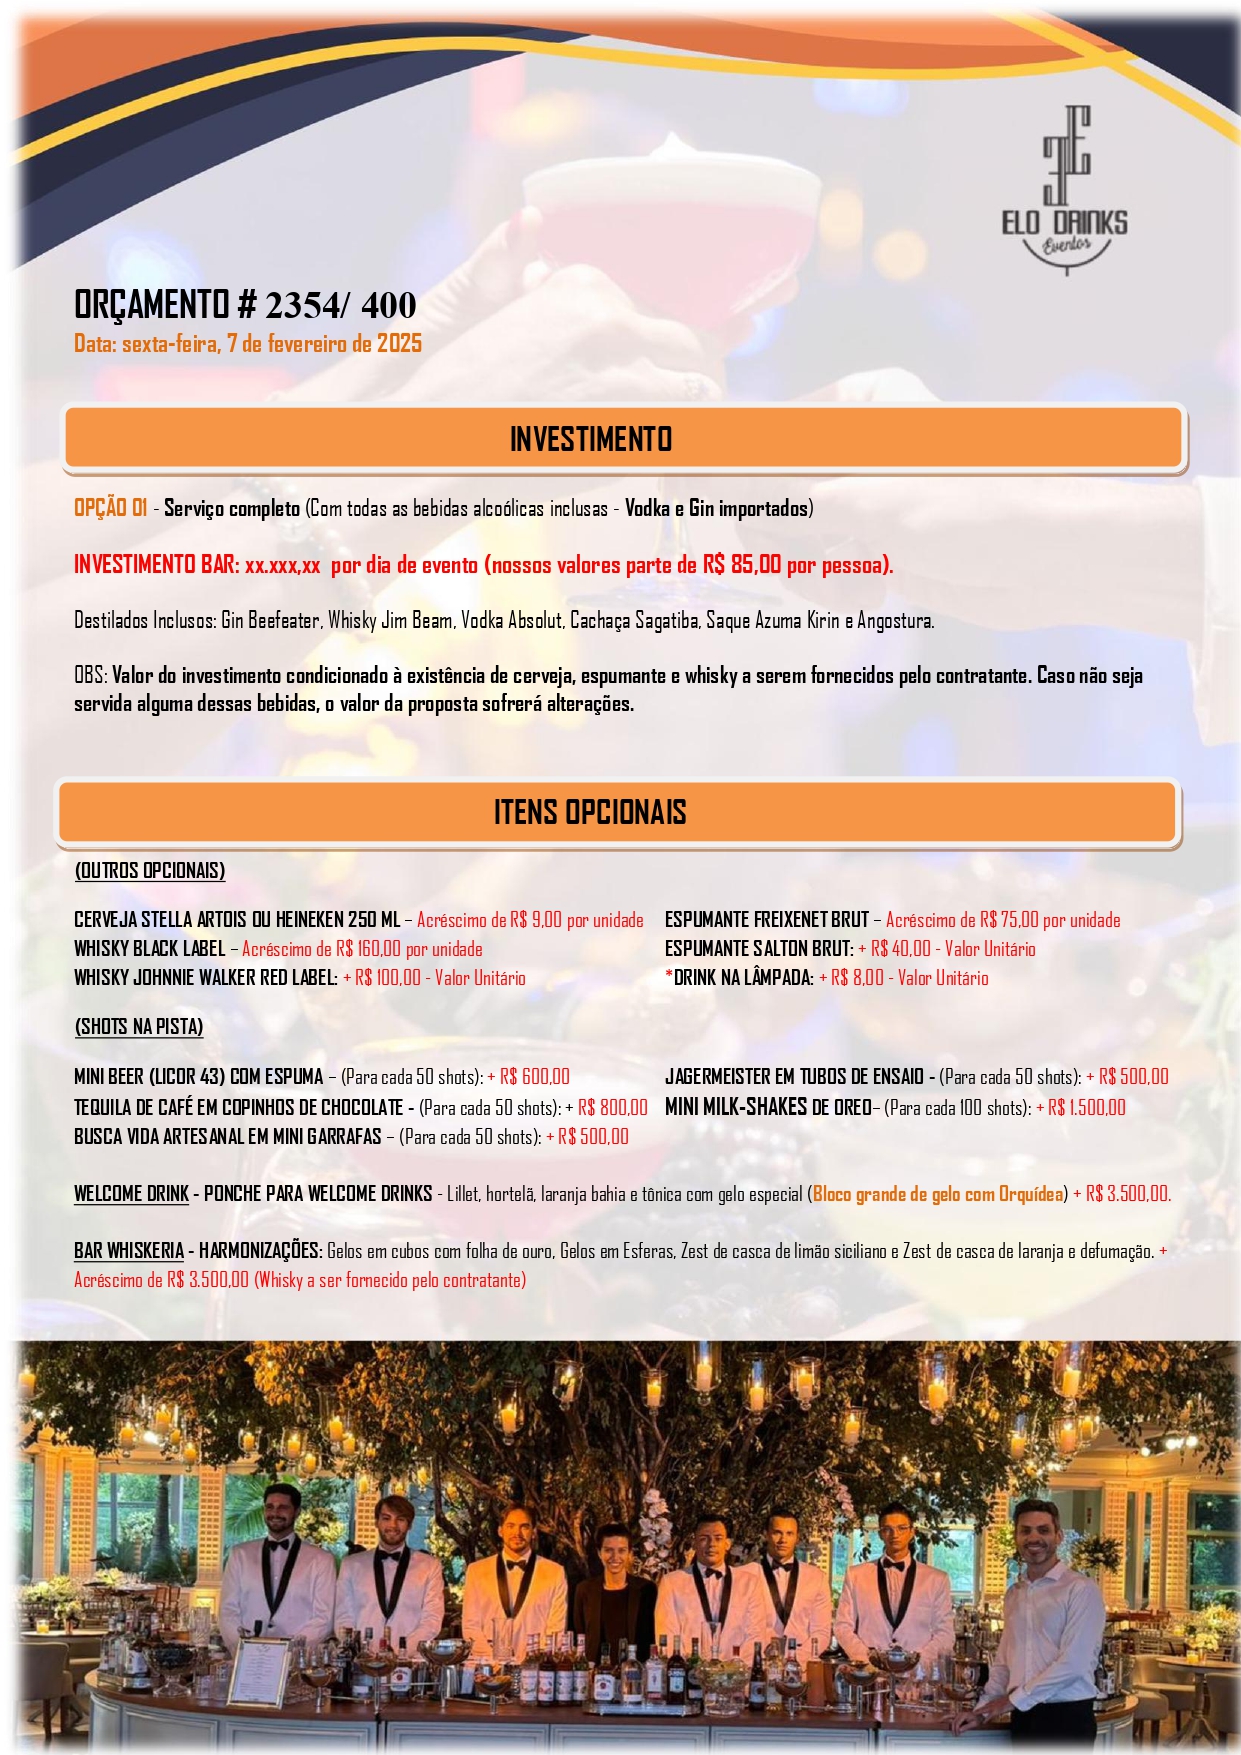 ELO DRINKS
Eventos
ORÇAMENTO # 2354/ 400
Data: sexta-feira, 7 de fevereiro de 2025
INVESTIMENTO
OPÇÃO 01 - Serviço completo (Com todas as bebidas alcoólicas inclusas - Vodka e Gin importados)
INVESTIMENTO BAR: xx.xxx,xx por dia de evento (nossos valores parte de R$ 85,00 por pessoa).
Destilados Inclusos: Gin Beefeater, Whisky Jim Beam, Vodka Absolut, Cachaça Sagatiba, Saque Azuma Kirin e Angostura.
OBS: Valor do investimento condicionado à existência de cerveja, espumante e whisky a serem fornecidos pelo contratante. Caso não seja
servida alguma dessas bebidas, o valor da proposta sofrerá alterações.
ITENS OPCIONAIS
(OUTROS OPCIONAIS)
CERVEJA STELLA ARTOIS OU HEINEKEN 250 ML – Acréscimo de R$ 9,00 por unidade
WHISKY BLACK LABEL – Acréscimo de R$ 160,00 por unidade
WHISKY JOHNNIE WALKER RED LABEL: + R$ 100,00 - Valor Unitário
ESPUMANTE FREIXENET BRUT – Acréscimo de R$ 75,00 por unidade
ESPUMANTE SALTON BRUT: + R$ 40,00 - Valor Unitário
*DRINK NA LÂMPADA: + R$ 8,00 - Valor Unitário
(SHOTS NA PISTA)
MINI BEER (LICOR 43) COM ESPUMA – (Para cada 50 shots): + R$ 600,00
TEQUILA DE CAFÉ EM COPINHOS DE CHOCOLATE - (Para cada 50 shots): + R$ 800,00
BUSCA VIDA ARTESANAL EM MINI GARRAFAS – (Para cada 50 shots): + R$ 500,00
JAGERMEISTER EM TUBOS DE ENSAIO - (Para cada 50 shots): + R$ 500,00
MINI MILK-SHAKES DE OREO– (Para cada 100 shots): + R$ 1.500,00
WELCOME DRINK - PONCHE PARA WELCOME DRINKS - Lillet, hortelã, laranja bahia e tônica com gelo especial (Bloco grande de gelo com Orquídea) + R$ 3.500,00.
BAR WHISKERIA - HARMONIZAÇÕES: Gelos em cubos com folha de ouro, Gelos em Esferas, Zest de casca de limão siciliano e Zest de casca de laranja e defumação. +
Acréscimo de R$ 3.500,00 (Whisky a ser fornecido pelo contratante)